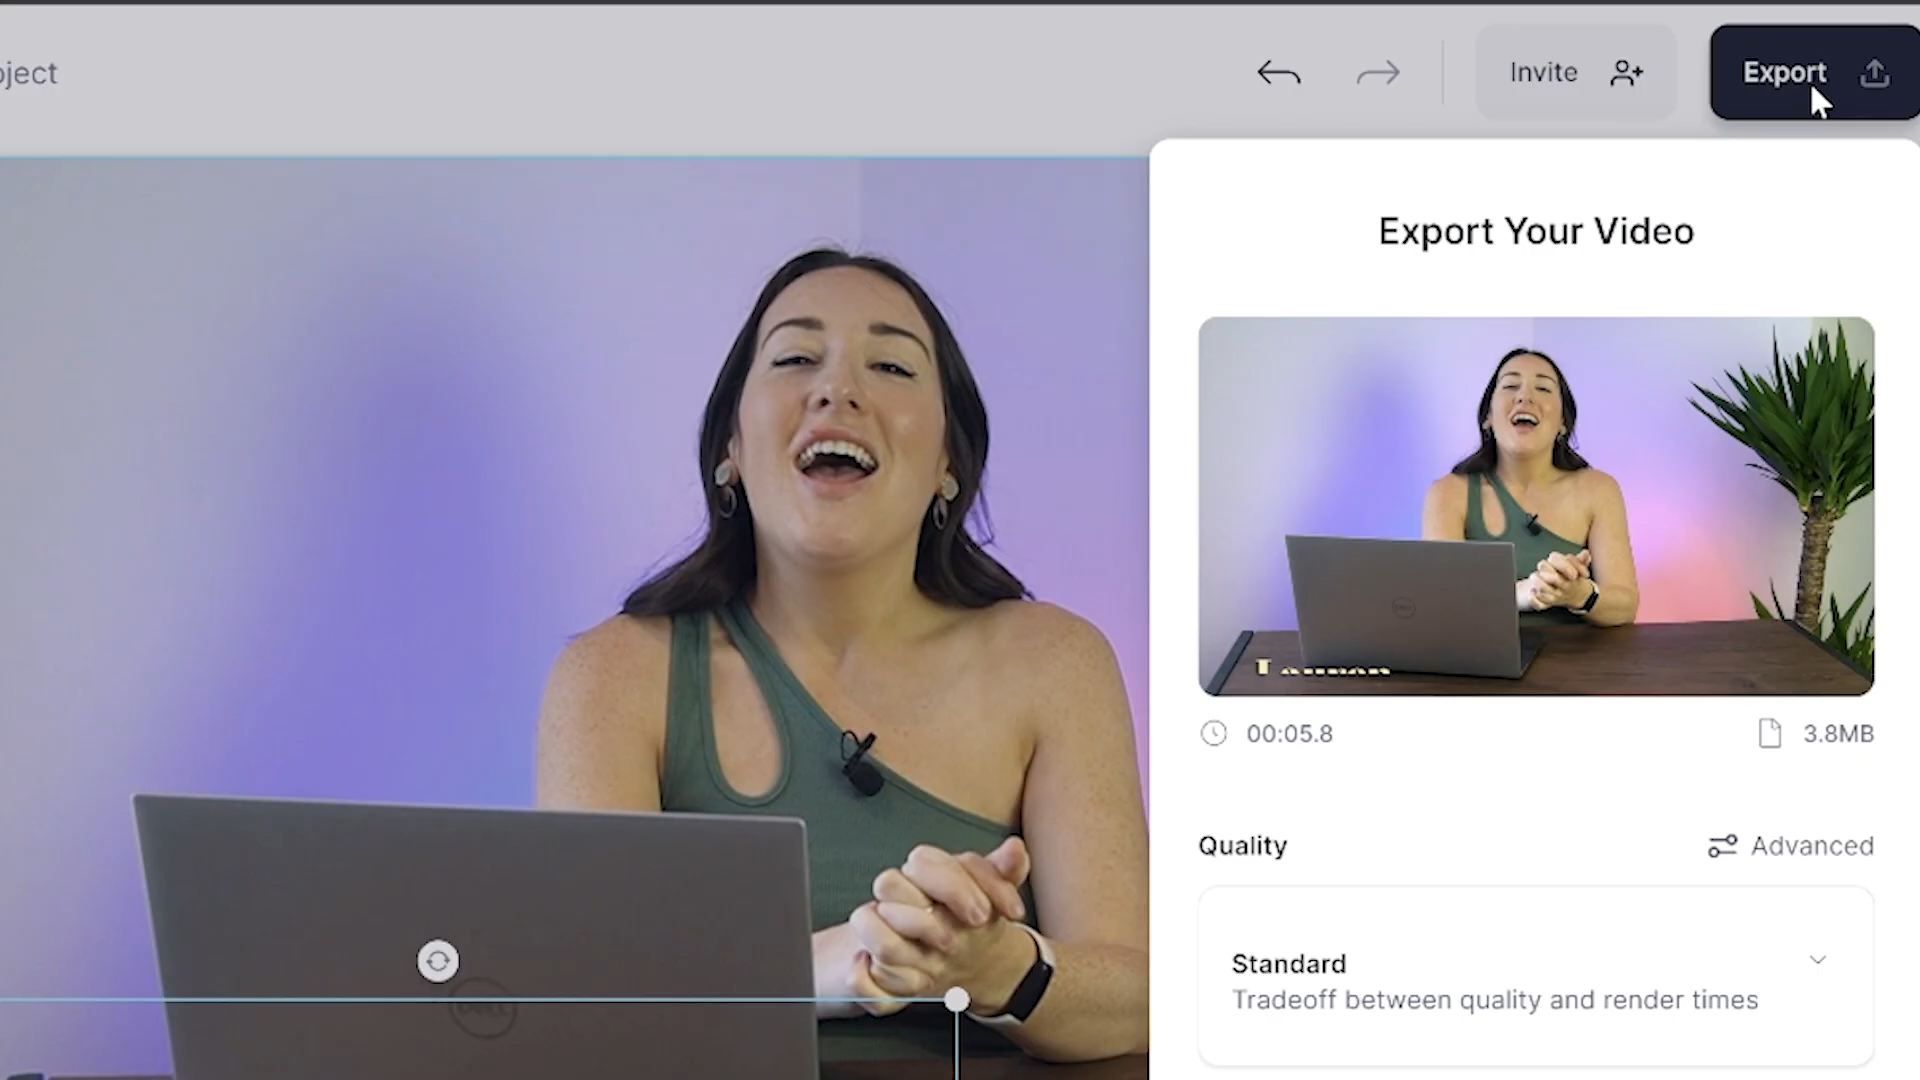 oject
Invite
Export
Export Your Video
00:05.8
3.8MB
Quality
Advanced
Standard
Tradeoff between quality and render times
DELL